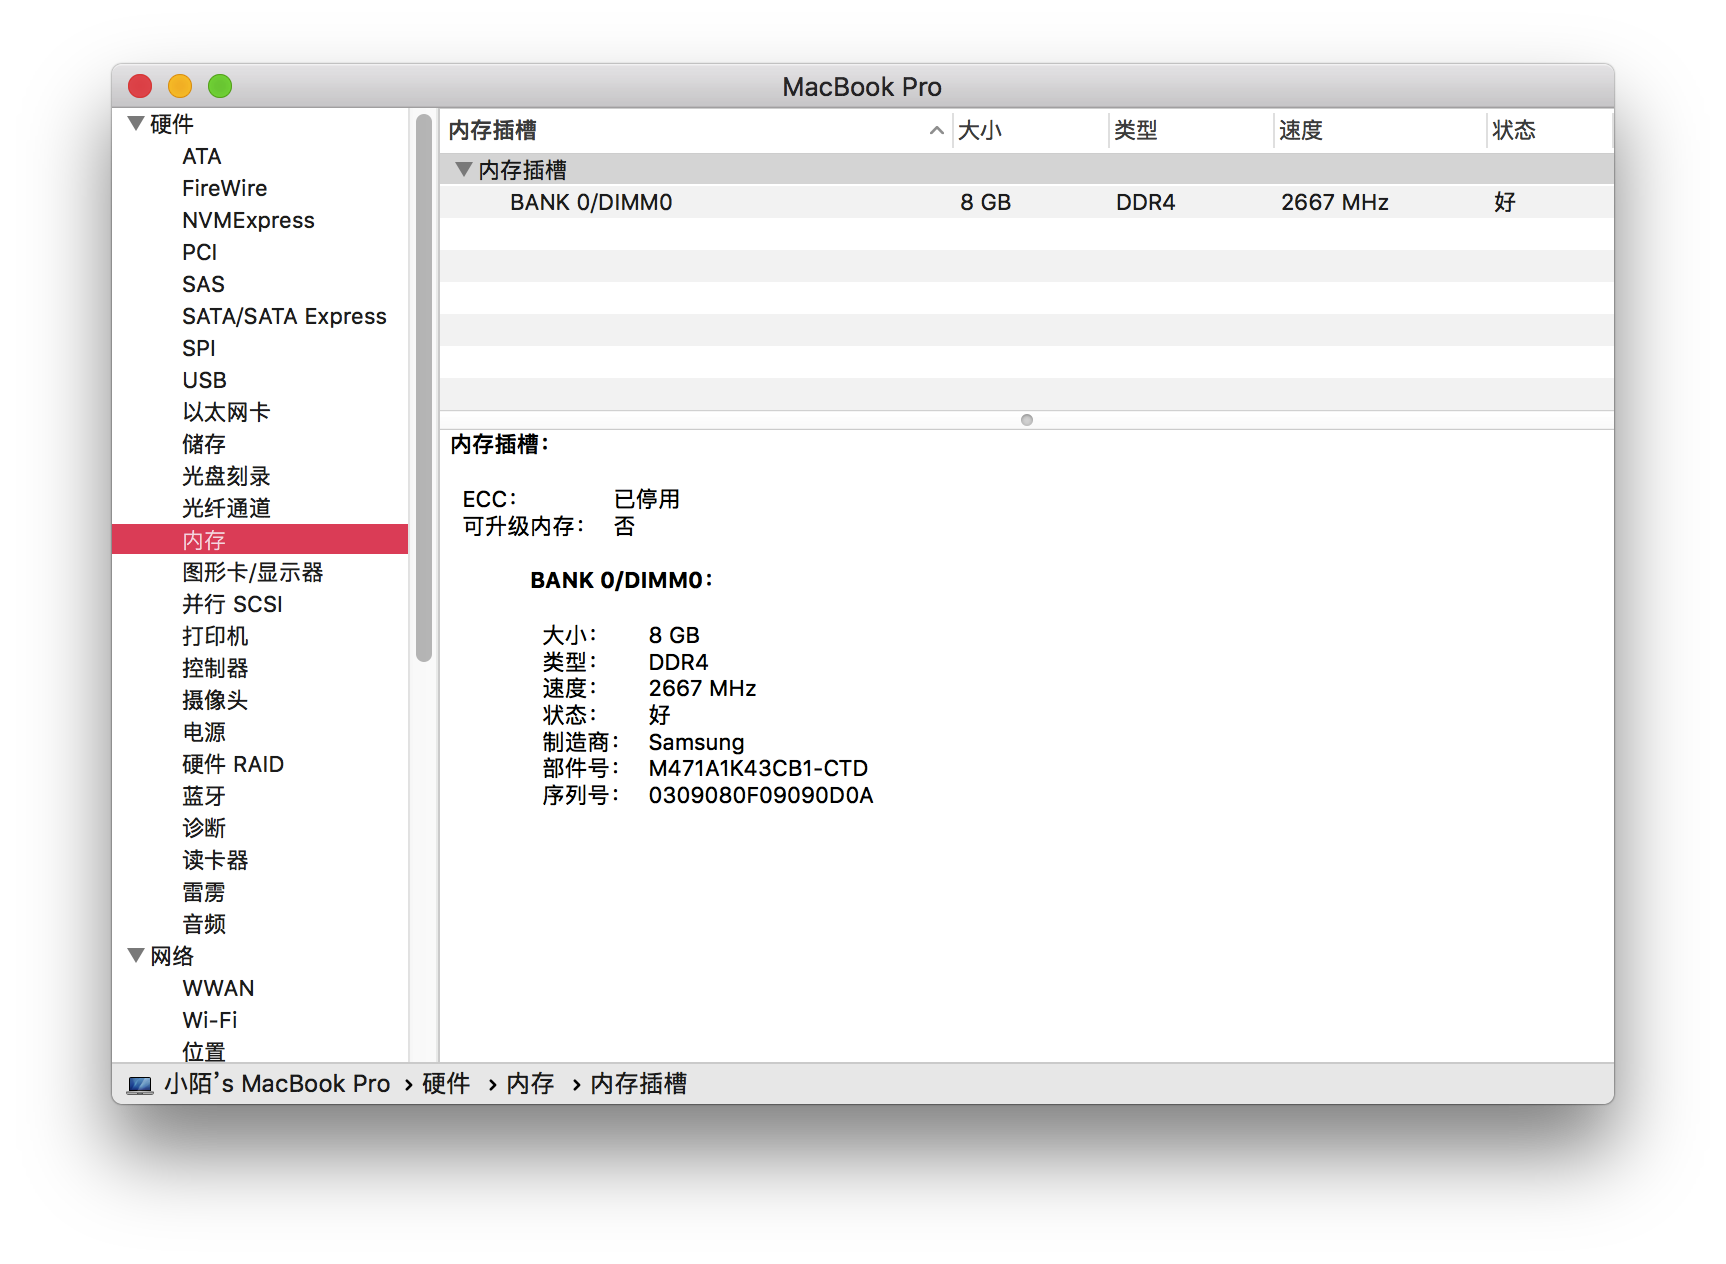 MacBook Pro
硬件
ATA
FireWire
NVMExpress
PCI
SAS
SATA/SATA Express
SPI
USB
以太网卡
储存
光盘刻录
光纤通道
内存
图形卡/显示器
并行 SCSI
打印机
控制器
摄像头
电源
硬件 RAID
蓝牙
诊断
读卡器
雷雳
音频
网络
WWAN
Wi-Fi
位置
内存插槽 大小 类型 速度 状态
内存插槽
BANK 0/DIMM0 8 GB DDR4 2667 MHz 好
内存插槽：
ECC： 已停用
可升级内存： 否
BANK 0/DIMM0：
大小： 8 GB
类型： DDR4
速度： 2667 MHz
状态： 好
制造商： Samsung
部件号： M471A1K43CB1-CTD
序列号： 0309080F09090D0A
小陌’s MacBook Pro › 硬件 › 内存 › 内存插槽